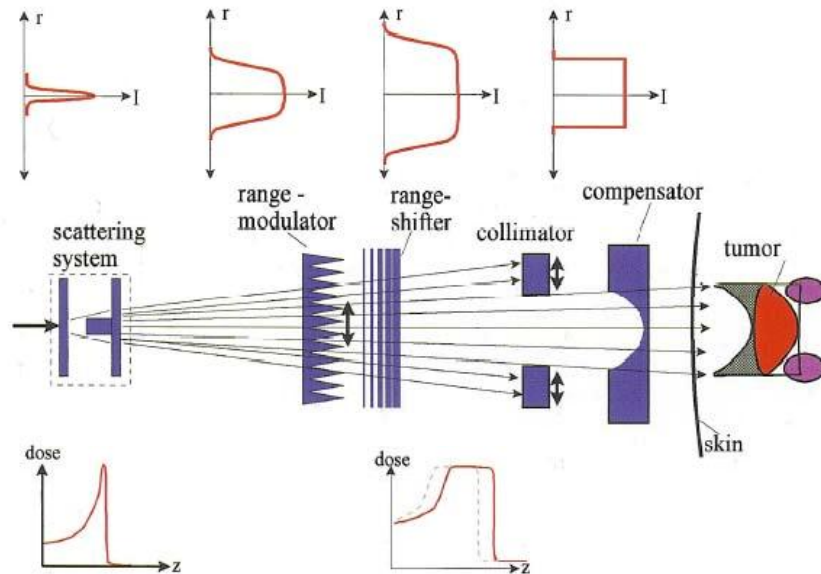 r
r
r
r
I
I
I
I
scattering
system
range -
modulator
range-
shifter
collimator
compensator
tumor
skin
dose
z
dose
z